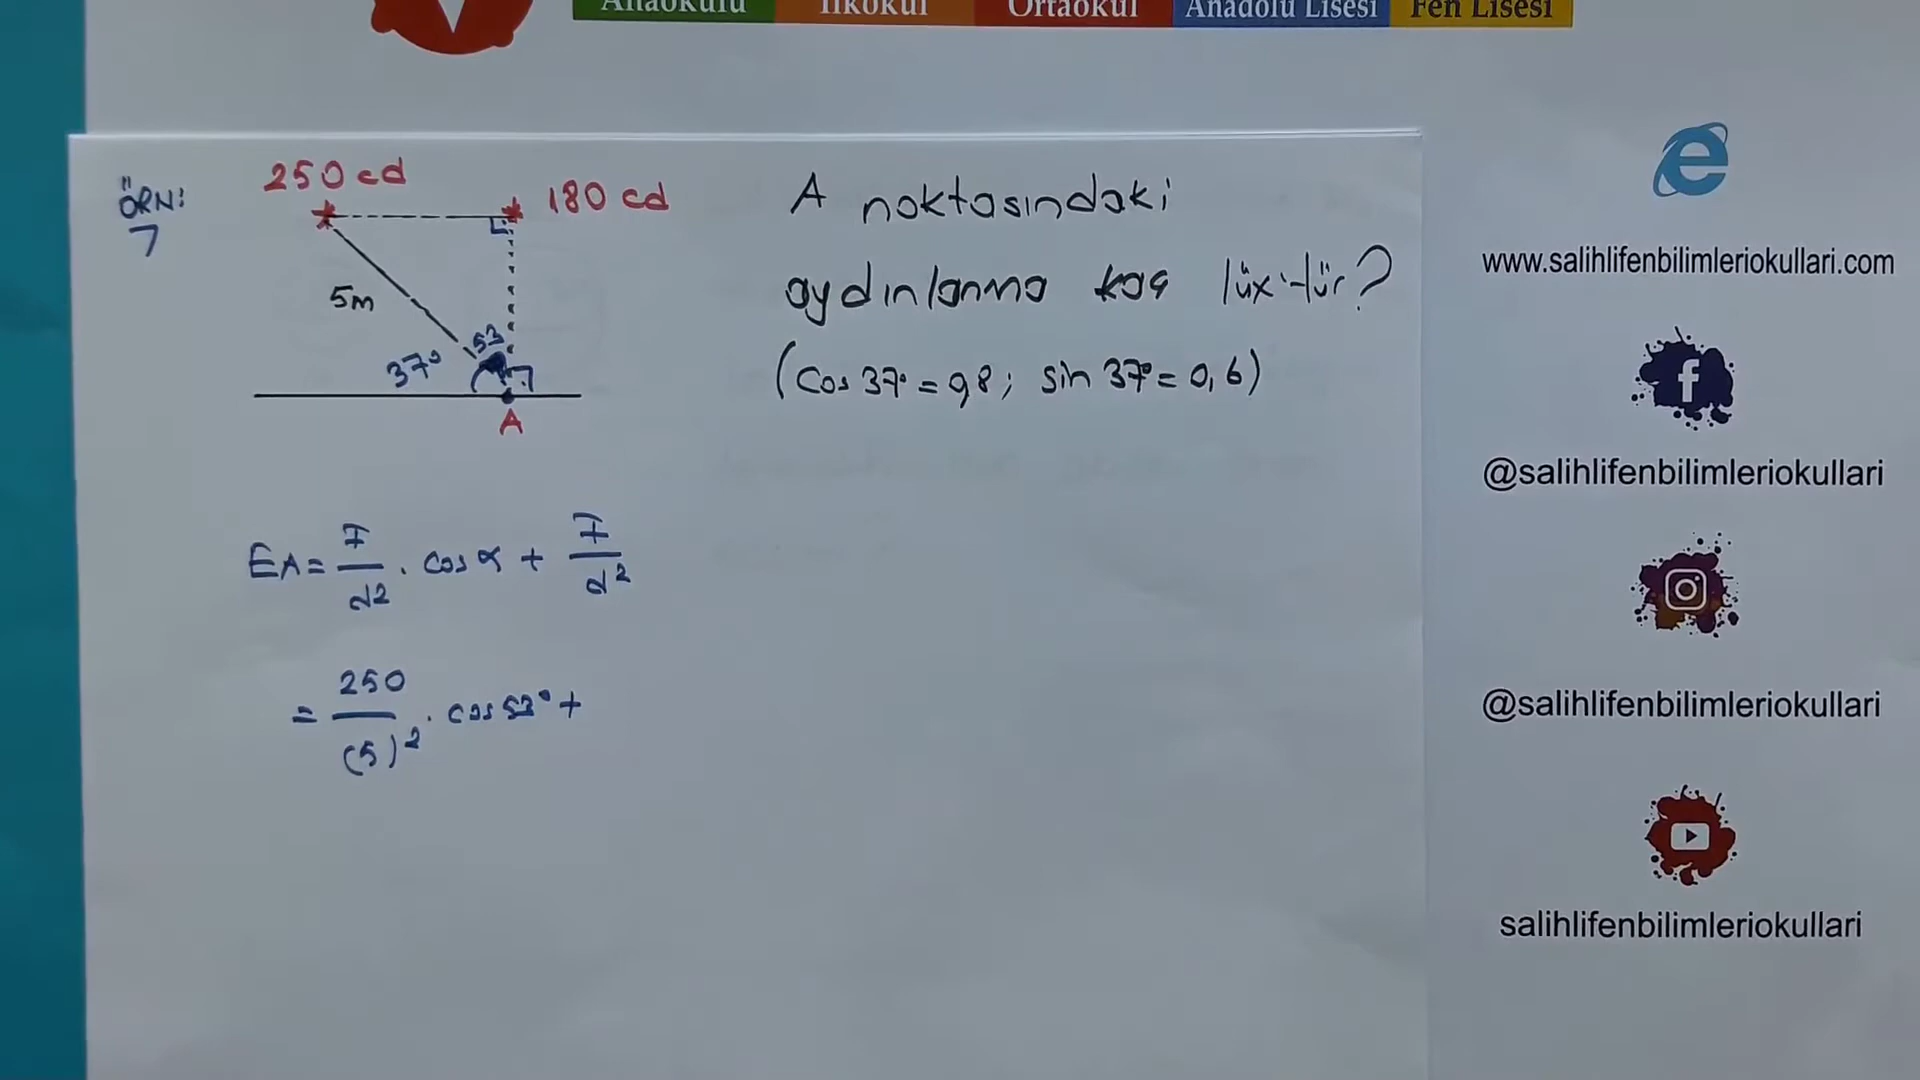 Anaokulu İlkokul Ortaokul Anadolu Lisesi Fen Lisesi
ÖRN:
7
250 cd
180 cd
5m
53
37°
A
A noktasındaki
aydınlanma kaç lüx'tür?
(cos 37° = 0,8; sin 37° = 0,6)
EA = I/d² . cos α + I/d²
= 250/(5)² . cos 53° +
www.salihlifenbilimleriokullari.com
@salihlifenbilimleriokullari
@salihlifenbilimleriokullari
salihlifenbilimleriokullari